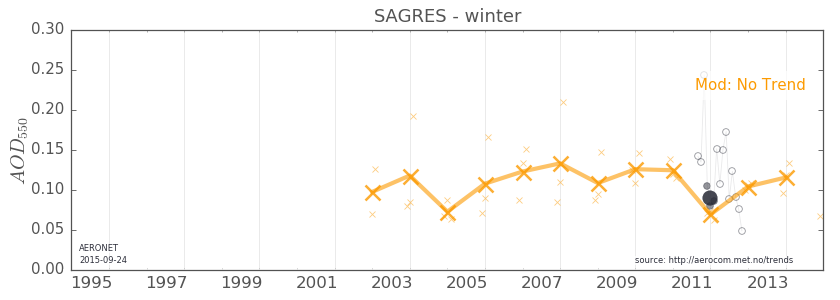 SAGRES - winter
0.30
0.25
0.20
0.15
0.10
0.05
0.00
AOD550
Mod: No Trend
AERONET
2015-09-24
source: http://aerocom.met.no/trends
1995 1997 1999 2001 2003 2005 2007 2009 2011 2013